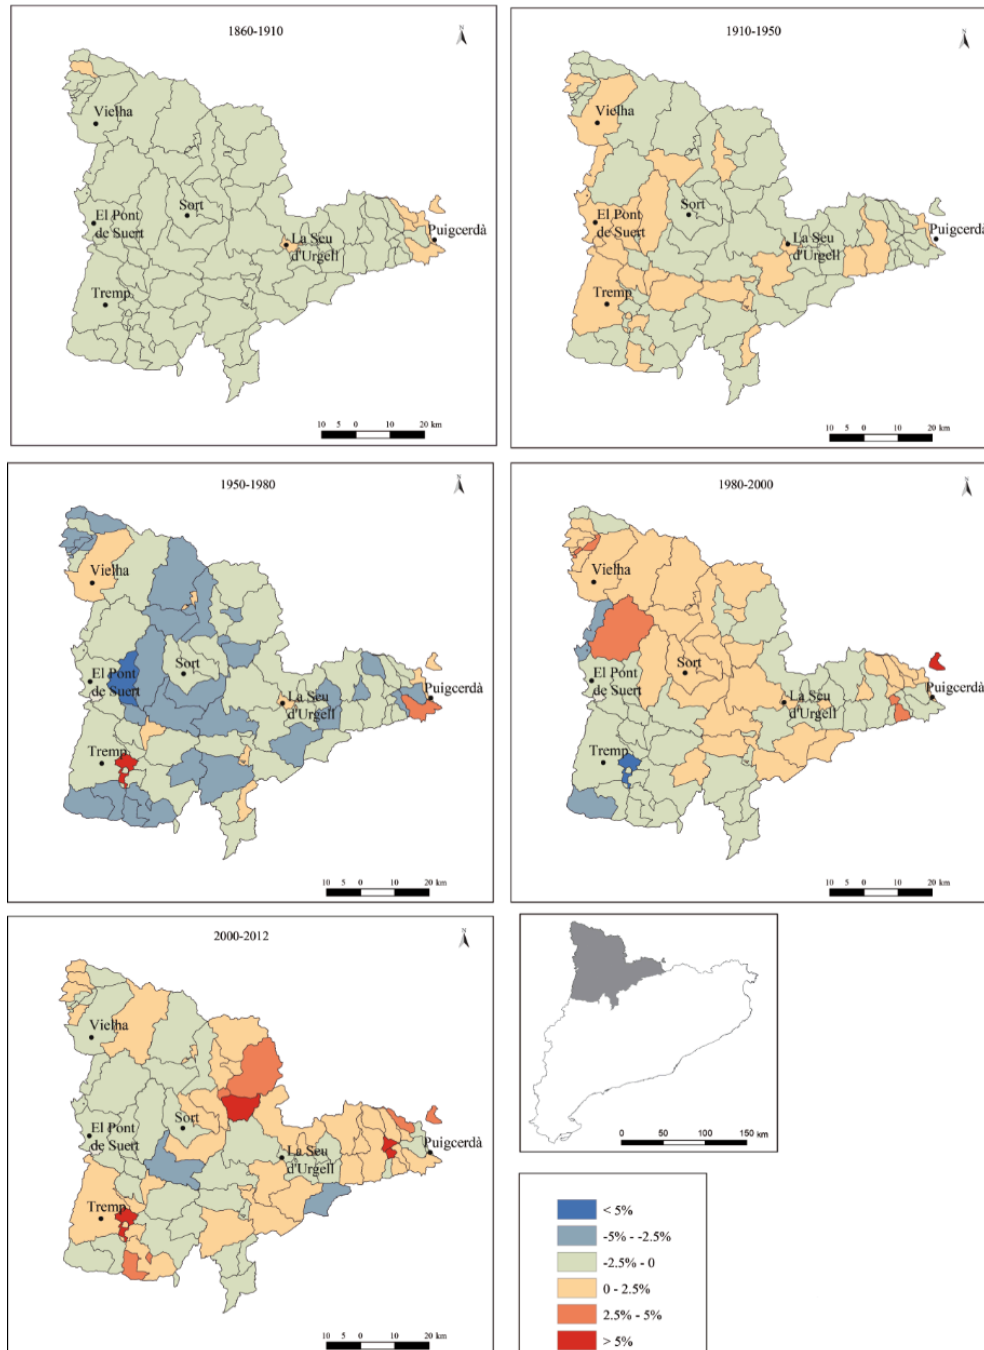 1860-1910
N
Vielha
El Pont
de Suert
Sort
La Seu
d'Urgell
Puigcerdà
Tremp
10 5 0 10 20 km
1910-1950
N
Vielha
El Pont
de Suert
Sort
La Seu
d'Urgell
Puigcerdà
Tremp
10 5 0 10 20 km
1950-1980
N
Vielha
El Pont
de Suert
Sort
La Seu
d'Urgell
Puigcerdà
Tremp
10 5 0 10 20 km
1980-2000
N
Vielha
El Pont
de Suert
Sort
La Seu
d'Urgell
Puigcerdà
Tremp
10 5 0 10 20 km
2000-2012
N
Vielha
El Pont
de Suert
Sort
La Seu
d'Urgell
Puigcerdà
Tremp
10 5 0 10 20 km
0 50 100 150 km
< 5%
-5% - -2.5%
-2.5% - 0
0 - 2.5%
2.5% - 5%
> 5%